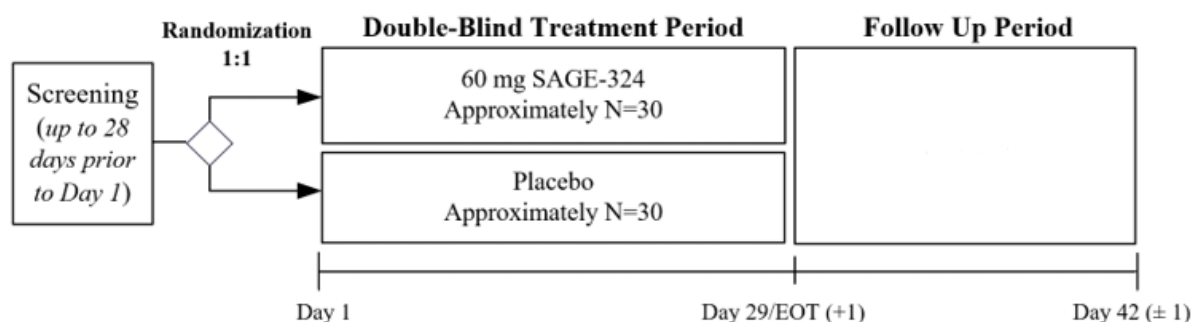 Randomization
1:1
Double-Blind Treatment Period
Follow Up Period
Screening
(up to 28
days prior
to Day 1)
60 mg SAGE-324
Approximately N=30
Placebo
Approximately N=30
Day 1
Day 29/EOT (+1)
Day 42 (± 1)